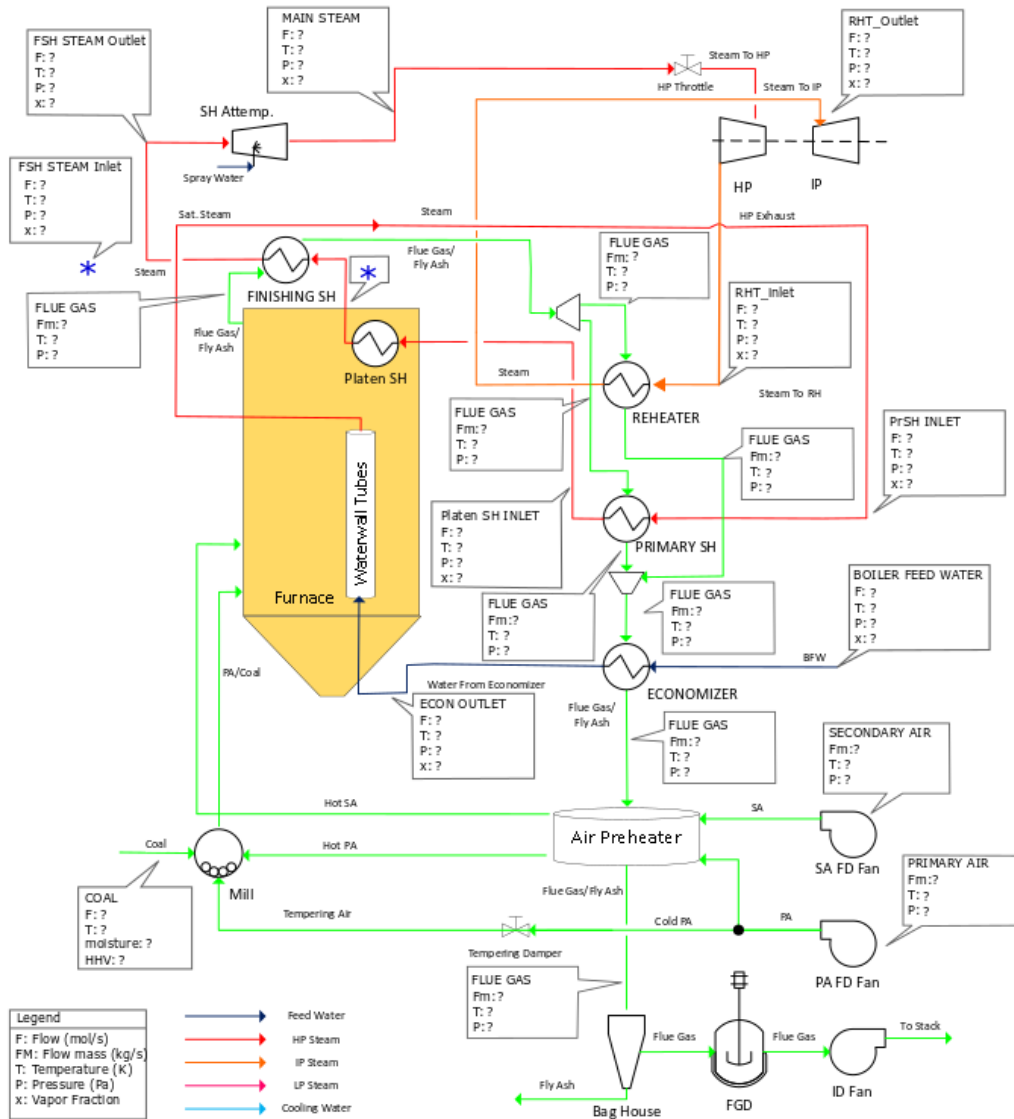 MAIN STEAM
F: ?
T: ?
P: ?
x: ?
FSH STEAM Outlet
F: ?
T: ?
P: ?
x: ?
RHT_Outlet
F: ?
T: ?
P: ?
x: ?
Steam To HP
HP Throttle
Steam To IP
SH Attemp.
Spray Water
FSH STEAM Inlet
F: ?
T: ?
P: ?
x: ?
*
HP
IP
Sat. Steam
Steam
HP Exhaust
Steam
FINISHING SH
*
Flue Gas/
Fly Ash
FLUE GAS
Fm: ?
T: ?
P: ?
FLUE GAS
Fm:?
T: ?
P: ?
Flue Gas/
Fly Ash
RHT_Inlet
F: ?
T: ?
P: ?
x: ?
Platen SH
Steam
REHEATER
Steam To RH
FLUE GAS
Fm:?
T: ?
P: ?
FLUE GAS
Fm:?
T: ?
P: ?
PrSH INLET
F: ?
T: ?
P: ?
x: ?
Waterwall Tubes
Platen SH INLET
F: ?
T: ?
P: ?
x: ?
PRIMARY SH
FLUE GAS
Fm:?
T: ?
P: ?
FLUE GAS
Fm:?
T: ?
P: ?
BOILER FEED WATER
F: ?
T: ?
P: ?
x: ?
Furnace
BFW
ECONOMIZER
PA/Coal
Water From Economizer
ECON OUTLET
F: ?
T: ?
P: ?
x: ?
Flue Gas/
Fly Ash
FLUE GAS
Fm:?
T: ?
P: ?
SECONDARY AIR
Fm:?
T: ?
P: ?
Hot SA
SA
Air Preheater
SA FD Fan
Coal
Hot PA
Mill
PRIMARY AIR
Fm:?
T: ?
P: ?
COAL
F: ?
T: ?
moisture: ?
HHV: ?
Flue Gas/Fly Ash
Tempering Air
Cold PA
PA
Tempering Damper
PA FD Fan
FLUE GAS
Fm:?
T: ?
P: ?
Legend
F: Flow (mol/s)
FM: Flow mass (kg/s)
T: Temperature (K)
P: Pressure (Pa)
x: Vapor Fraction
Feed Water
HP Steam
IP Steam
LP Steam
Cooling Water
Flue Gas
Flue Gas
To Stack
Fly Ash
Bag House
FGD
ID Fan